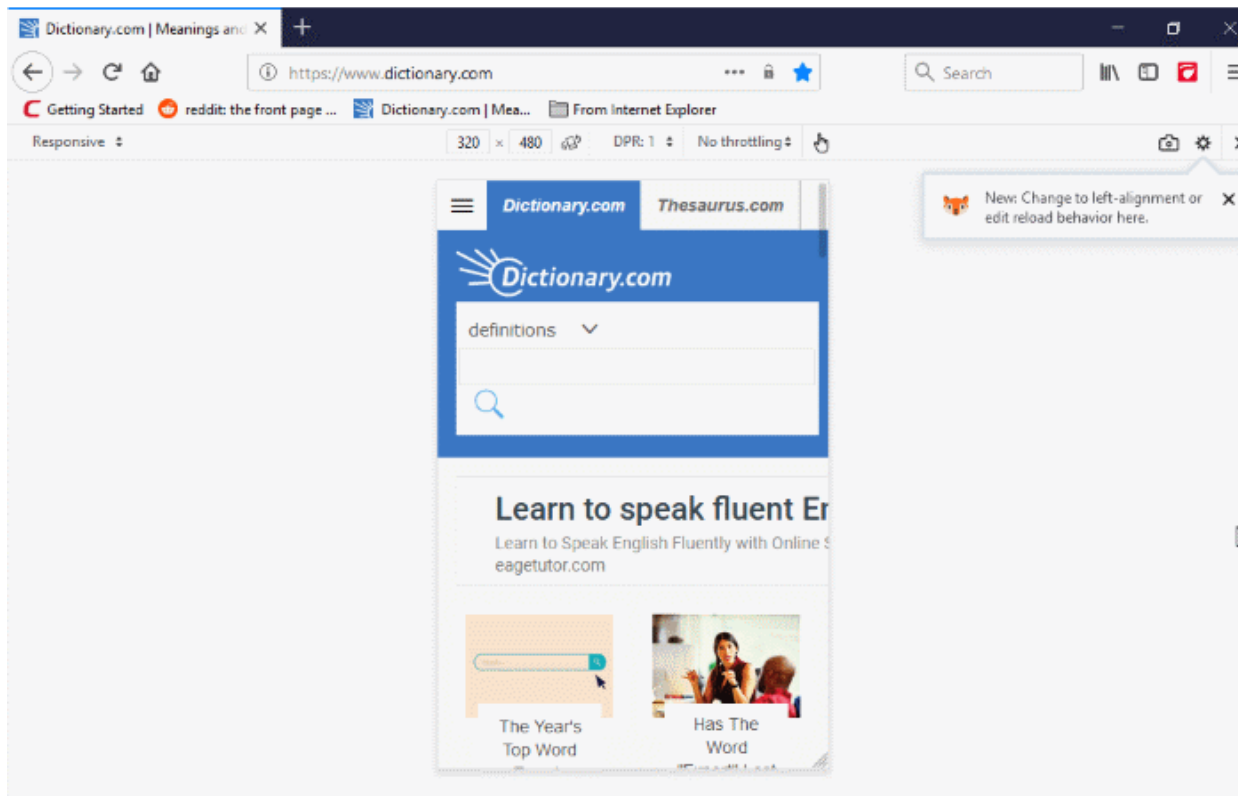 Dictionary.com | Meanings and
https://www.dictionary.com
Search
Getting Started reddit: the front page ... Dictionary.com | Mea... From Internet Explorer
Responsive 320 × 480 DPR: 1 No throttling
New: Change to left-alignment or
edit reload behavior here.
Dictionary.com Thesaurus.com
Dictionary.com
definitions
Learn to speak fluent En
Learn to Speak English Fluently with Online S
eagetutor.com
The Year's
Top Word
Has The
Word